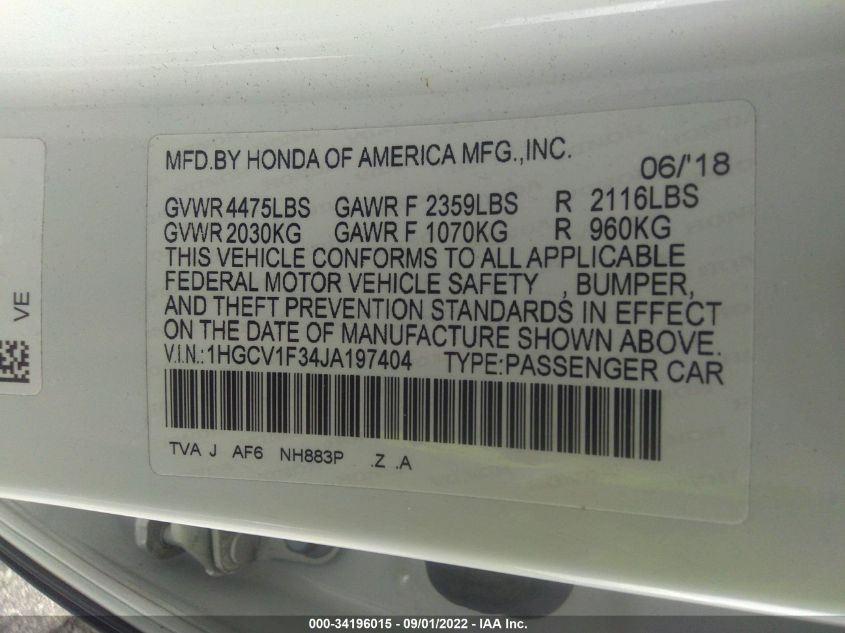 MFD.BY HONDA OF AMERICA MFG.,INC. 06/'18
GVWR 4475LBS GAWR F 2359LBS R 2116LBS
GVWR 2030KG GAWR F 1070KG R 960KG
THIS VEHICLE CONFORMS TO ALL APPLICABLE
FEDERAL MOTOR VEHICLE SAFETY , BUMPER,
AND THEFT PREVENTION STANDARDS IN EFFECT
ON THE DATE OF MANUFACTURE SHOWN ABOVE.
V.I.N.:1HGCV1F34JA197404 TYPE:PASSENGER CAR
TVA J AF6 NH883P .Z .A
VE
000-34196015 - 09/01/2022 - IAA Inc.